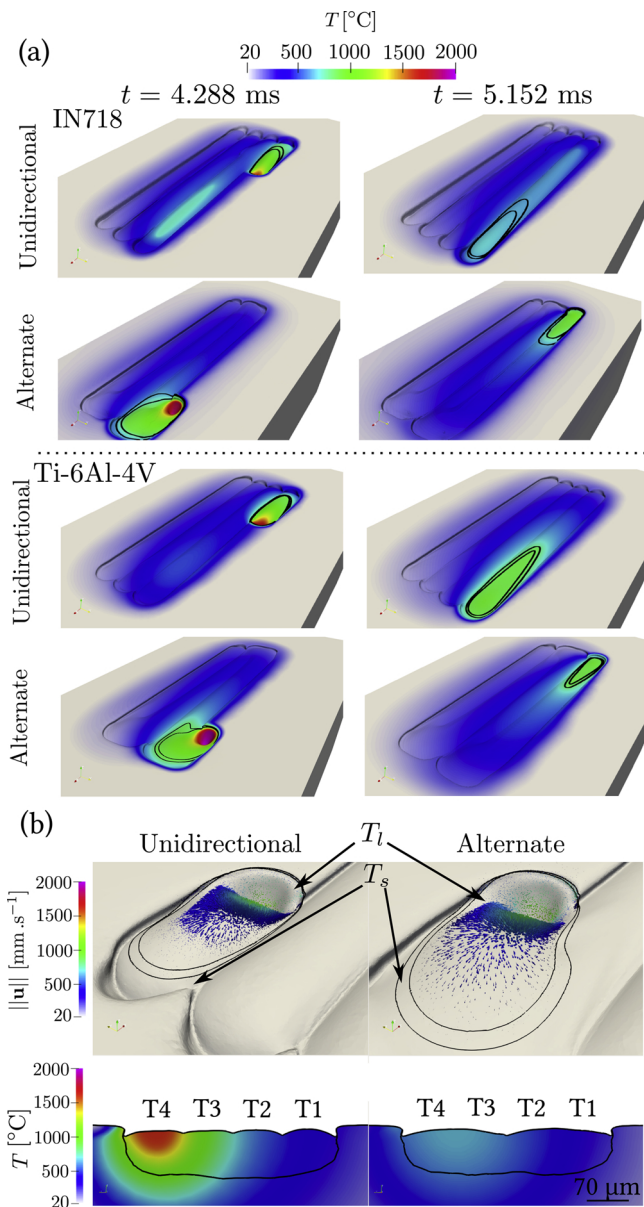 (a)
T [°C]
20 500 1000 1500 2000
t = 4.288 ms t = 5.152 ms
IN718
Unidirectional
Alternate
Ti-6Al-4V
Unidirectional
Alternate
(b)
Unidirectional Alternate
T_l
T_s
||u|| [mm.s⁻¹]
2000
1500
1000
500
20
T4 T3 T2 T1 T4 T3 T2 T1
T [°C]
2000
1500
1000
500
20
70 µm